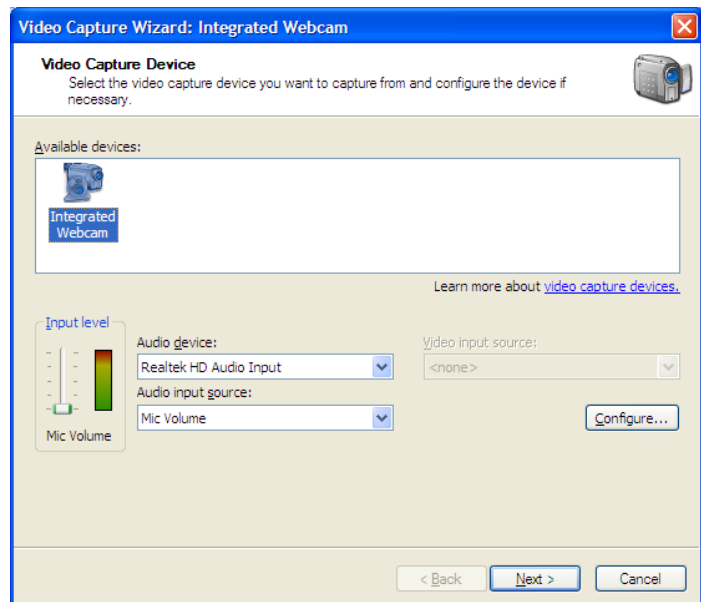 Video Capture Wizard: Integrated Webcam
Video Capture Device
Select the video capture device you want to capture from and configure the device if
necessary.
Available devices:
Integrated
Webcam
Learn more about video capture devices.
Input level
Audio device:
Video input source:
Realtek HD Audio Input
<none>
Audio input source:
Mic Volume
Configure...
Mic Volume
< Back
Next >
Cancel